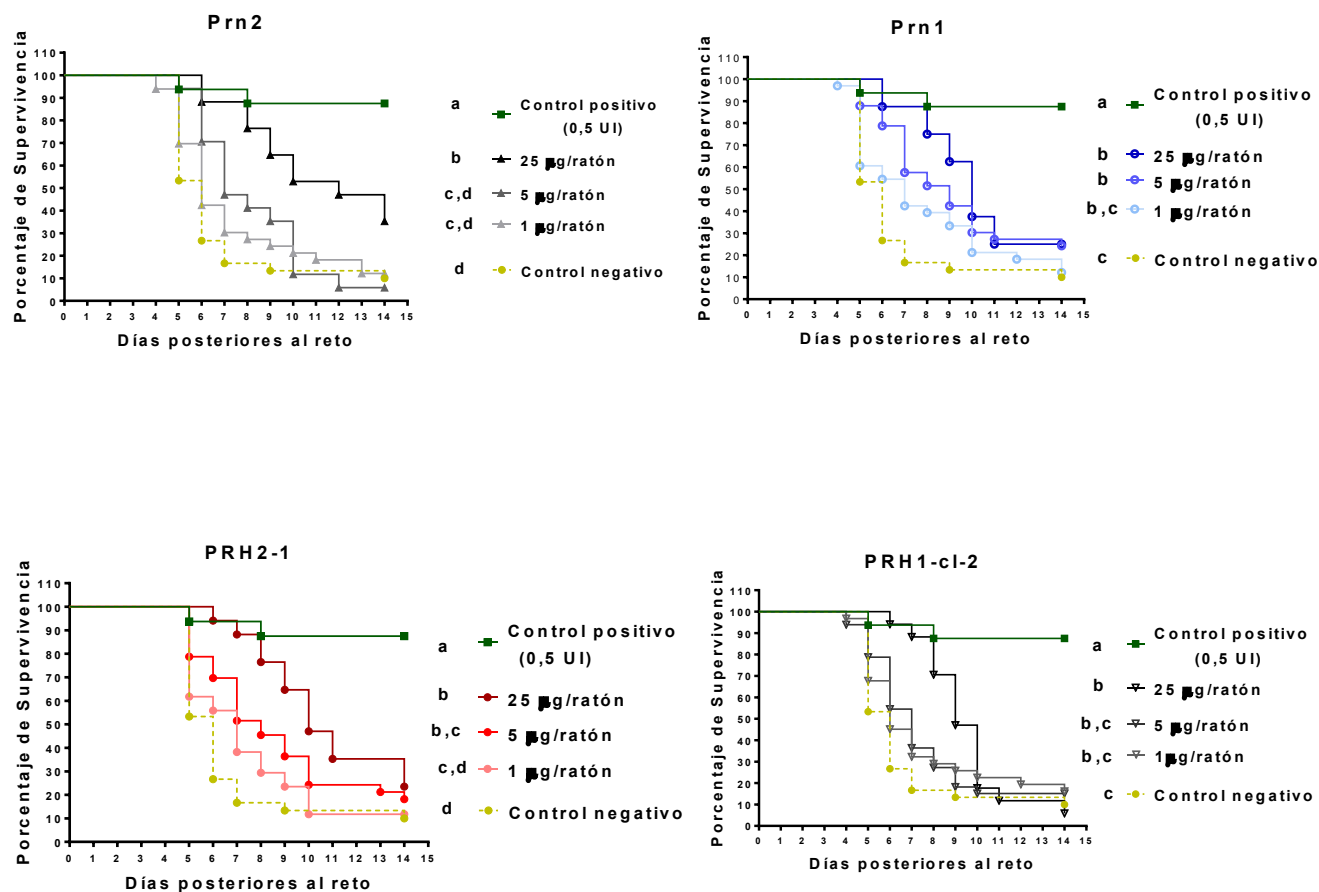 Prn2
Porcentaje de Supervivencia
110
100
90
80
70
60
50
40
30
20
10
0
0 1 2 3 4 5 6 7 8 9 10 11 12 13 14 15
Días posteriores al reto
a Control positivo
(0,5 UI)
b 25 μg/ratón
c,d 5 μg/ratón
c,d 1 μg/ratón
d Control negativo
Prn1
Porcentaje de Supervivencia
110
100
90
80
70
60
50
40
30
20
10
0
0 1 2 3 4 5 6 7 8 9 10 11 12 13 14 15
Días posteriores al reto
a Control positivo
(0,5 UI)
b 25 μg/ratón
b 5 μg/ratón
b,c 1 μg/ratón
c Control negativo
PRH2-1
Porcentaje de Supervivencia
110
100
90
80
70
60
50
40
30
20
10
0
0 1 2 3 4 5 6 7 8 9 10 11 12 13 14 15
Días posteriores al reto
a Control positivo
(0,5 UI)
b 25 μg/ratón
b,c 5 μg/ratón
c,d 1 μg/ratón
d Control negativo
PRH1-cl-2
Porcentaje de Supervivencia
110
100
90
80
70
60
50
40
30
20
10
0
0 1 2 3 4 5 6 7 8 9 10 11 12 13 14 15
Días posteriores al reto
a Control positivo
(0,5 UI)
b 25 μg/ratón
b,c 5 μg/ratón
b,c 1μg/ratón
c Control negativo